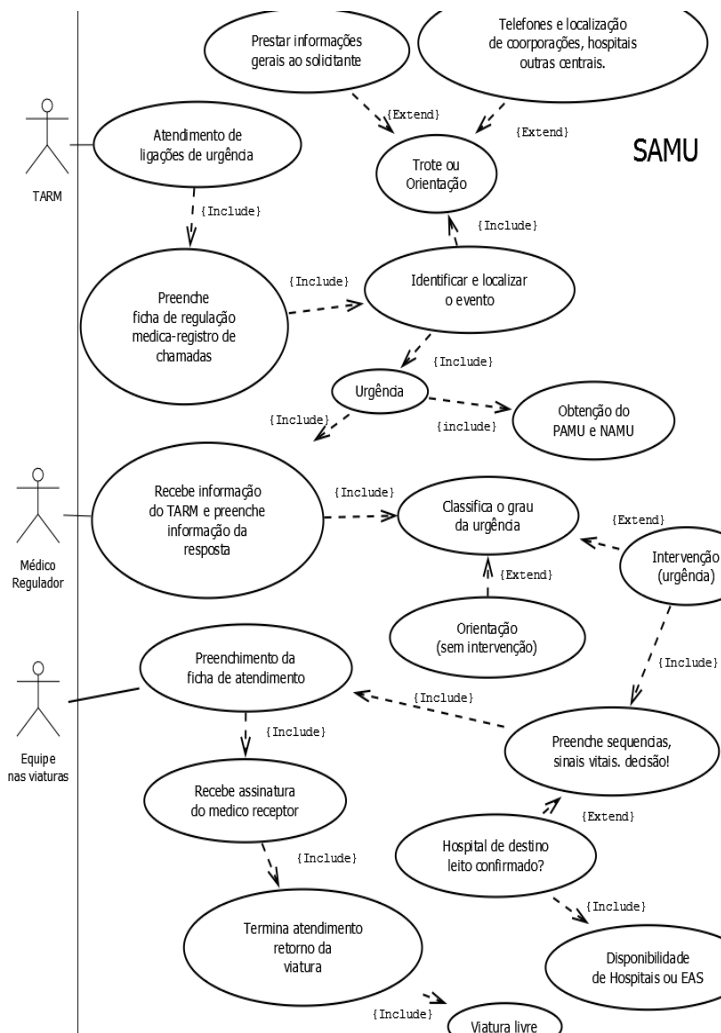 Prestar informações
gerais ao solicitante
Telefones e localização
de coorporações, hospitais
outras centrais.
{Extend}
{Extend}
SAMU
TARM
Atendimento de
ligações de urgência
Trote ou
Orientação
{Include}
{Include}
Preenche
ficha de regulação
medica-registro de
chamadas
{Include}
Identificar e localizar
o evento
{Include}
Urgência
{Include}
{include}
Obtenção do
PAMU e NAMU
Médico
Regulador
Recebe informação
do TARM e preenche
informação da
resposta
{Include}
Classifica o grau
da urgência
{Extend}
Intervenção
(urgência)
{Extend}
Orientação
(sem intervenção)
{Include}
Equipe
nas viaturas
Preenchimento da
ficha de atendimento
{Include}
{Include}
Preenche sequencias,
sinais vitais. decisão!
Recebe assinatura
do medico receptor
{Extend}
Hospital de destino
leito confirmado?
{Include}
{Include}
Termina atendimento
retorno da
viatura
Disponibilidade
de Hospitais ou EAS
{Include}
Viatura livre